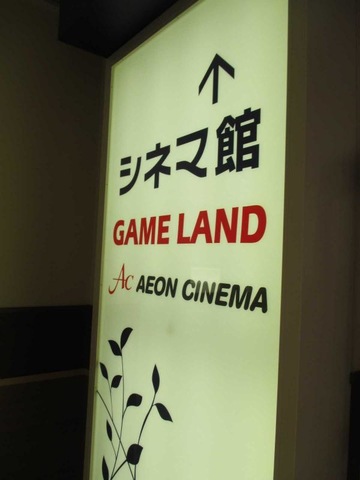 ↑
シネマ館
GAME LAND
AC AEON CINEMA